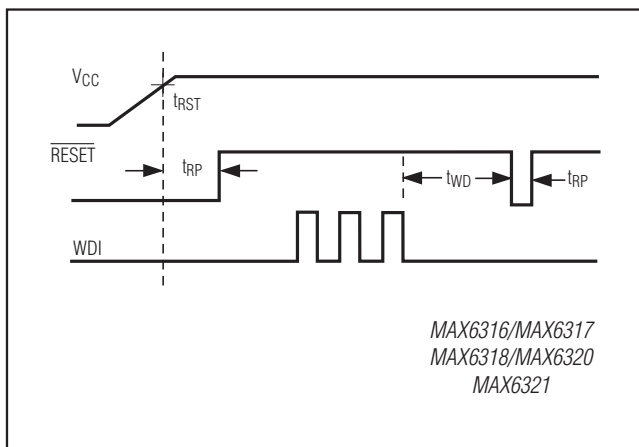 VCC
tRST
RESET
tRP
tWD
tRP
WDI
MAX6316/MAX6317
MAX6318/MAX6320
MAX6321